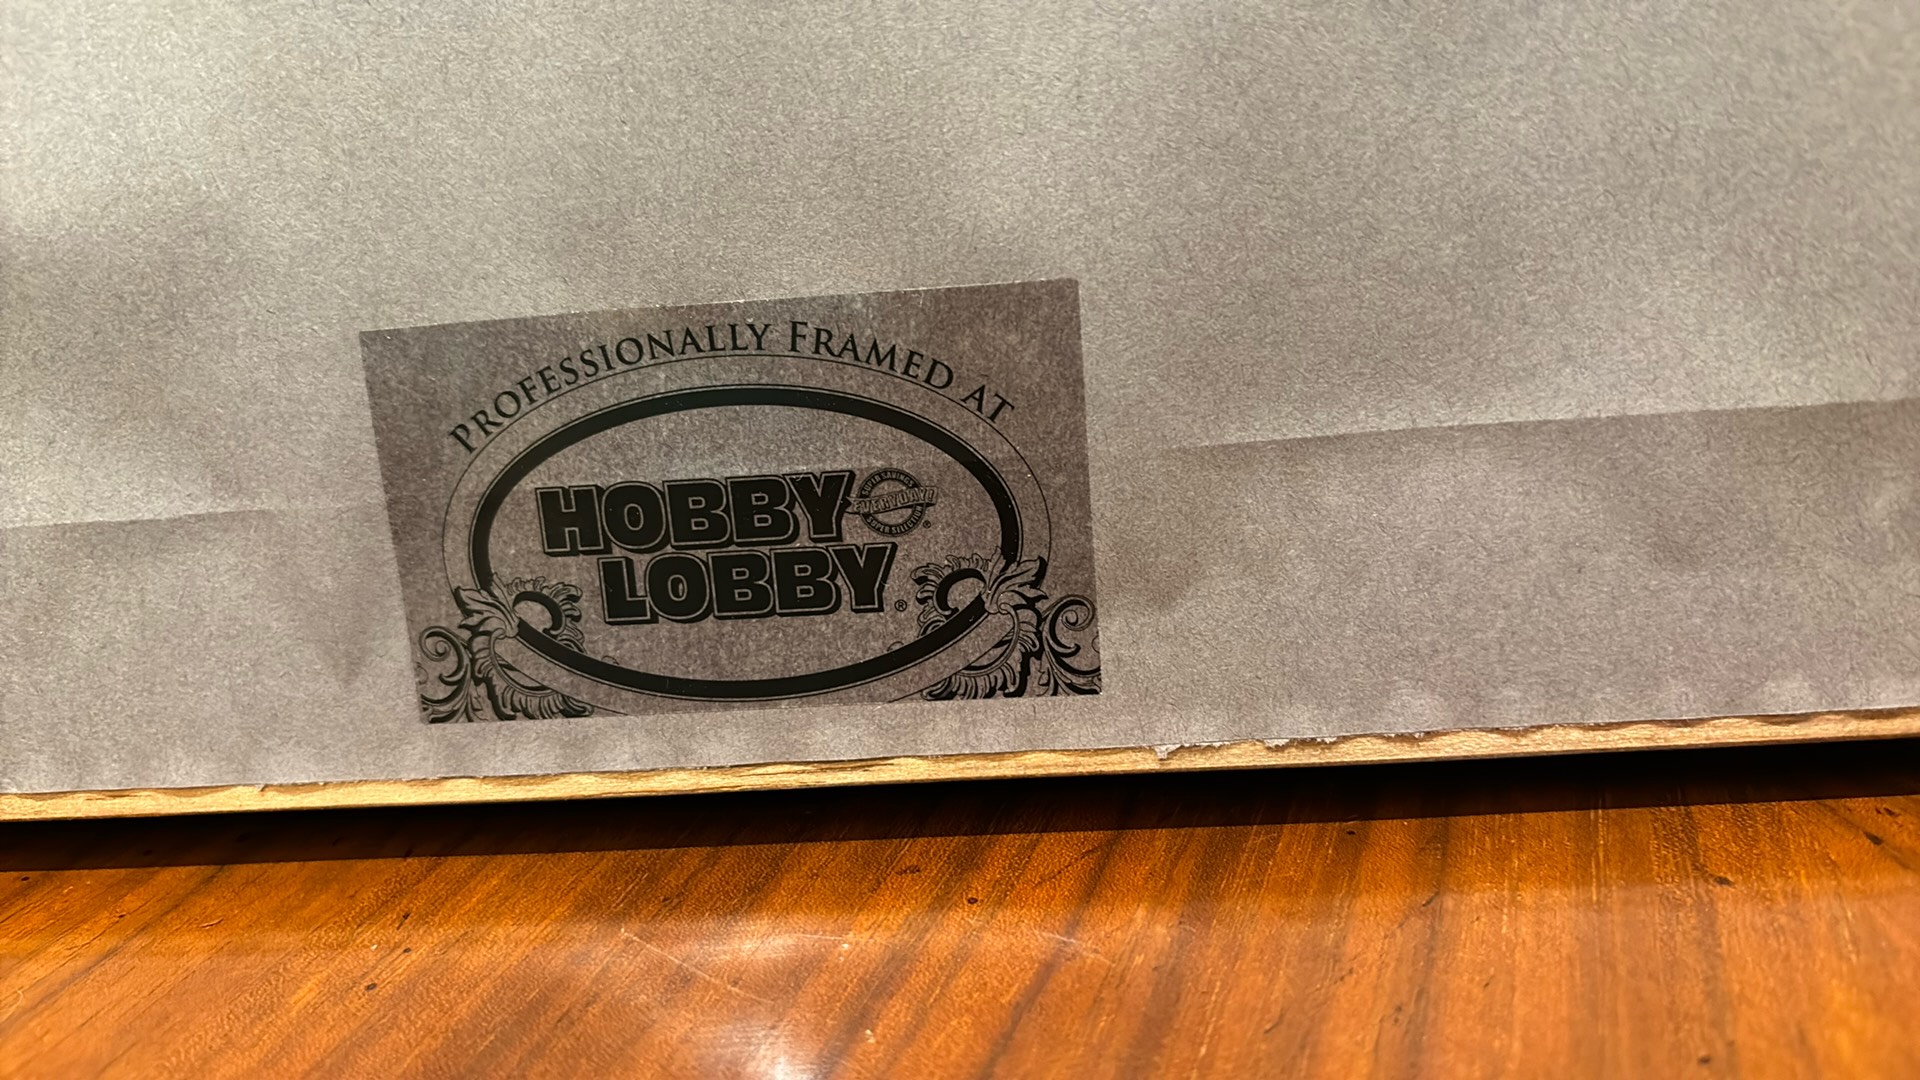 PROFESSIONALLY FRAMED AT
HOBBY
SUPER SAVINGS
EVERYDAY!
SUPER SELECTION
®
LOBBY®